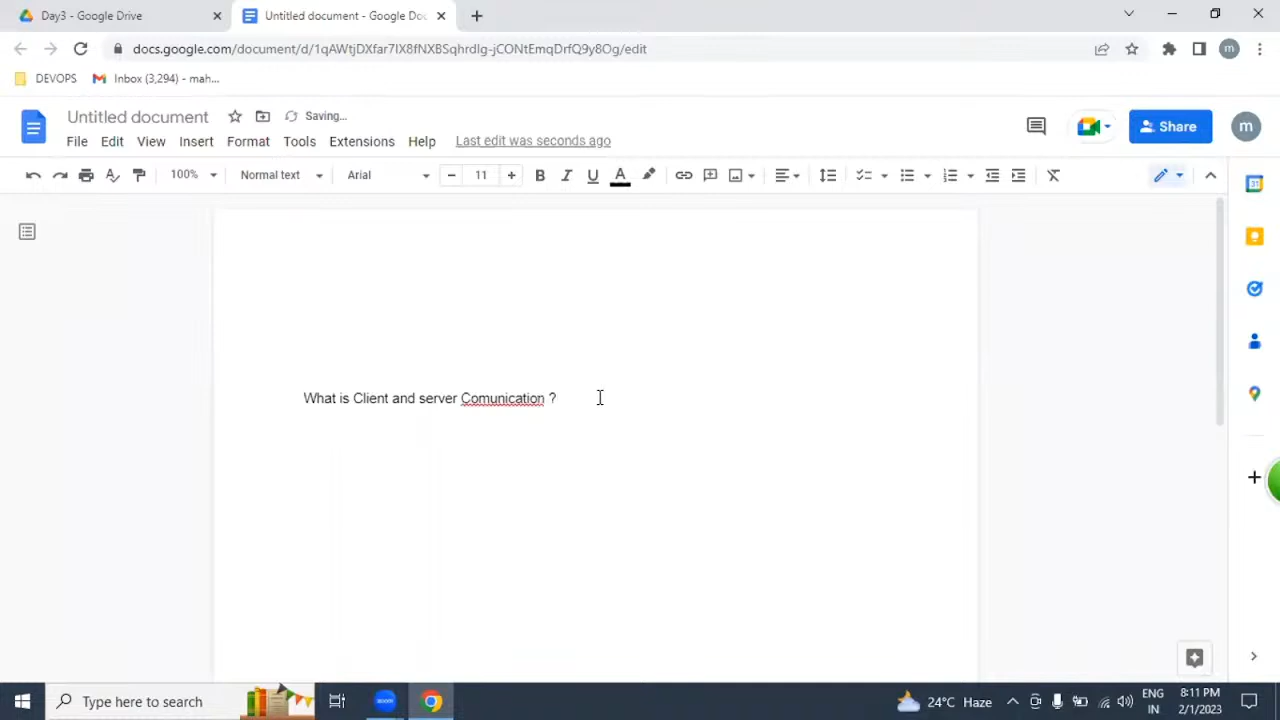 Day3 - Google Drive
Untitled document - Google Doc
docs.google.com/document/d/1qAWtjDXfar7IX8fNXBSqhrdIg-jCONtEmqDrfQ9y8Og/edit
m
DEVOPS
Inbox (3,294) - mah...
Untitled document
Saving...
File Edit View Insert Format Tools Extensions Help Last edit was seconds ago
Share
m
100% Normal text Arial 11 B I U A
31
What is Client and server Comunication ?
Type here to search
zoom
24°C Haze
ENG
IN
8:11 PM
2/1/2023